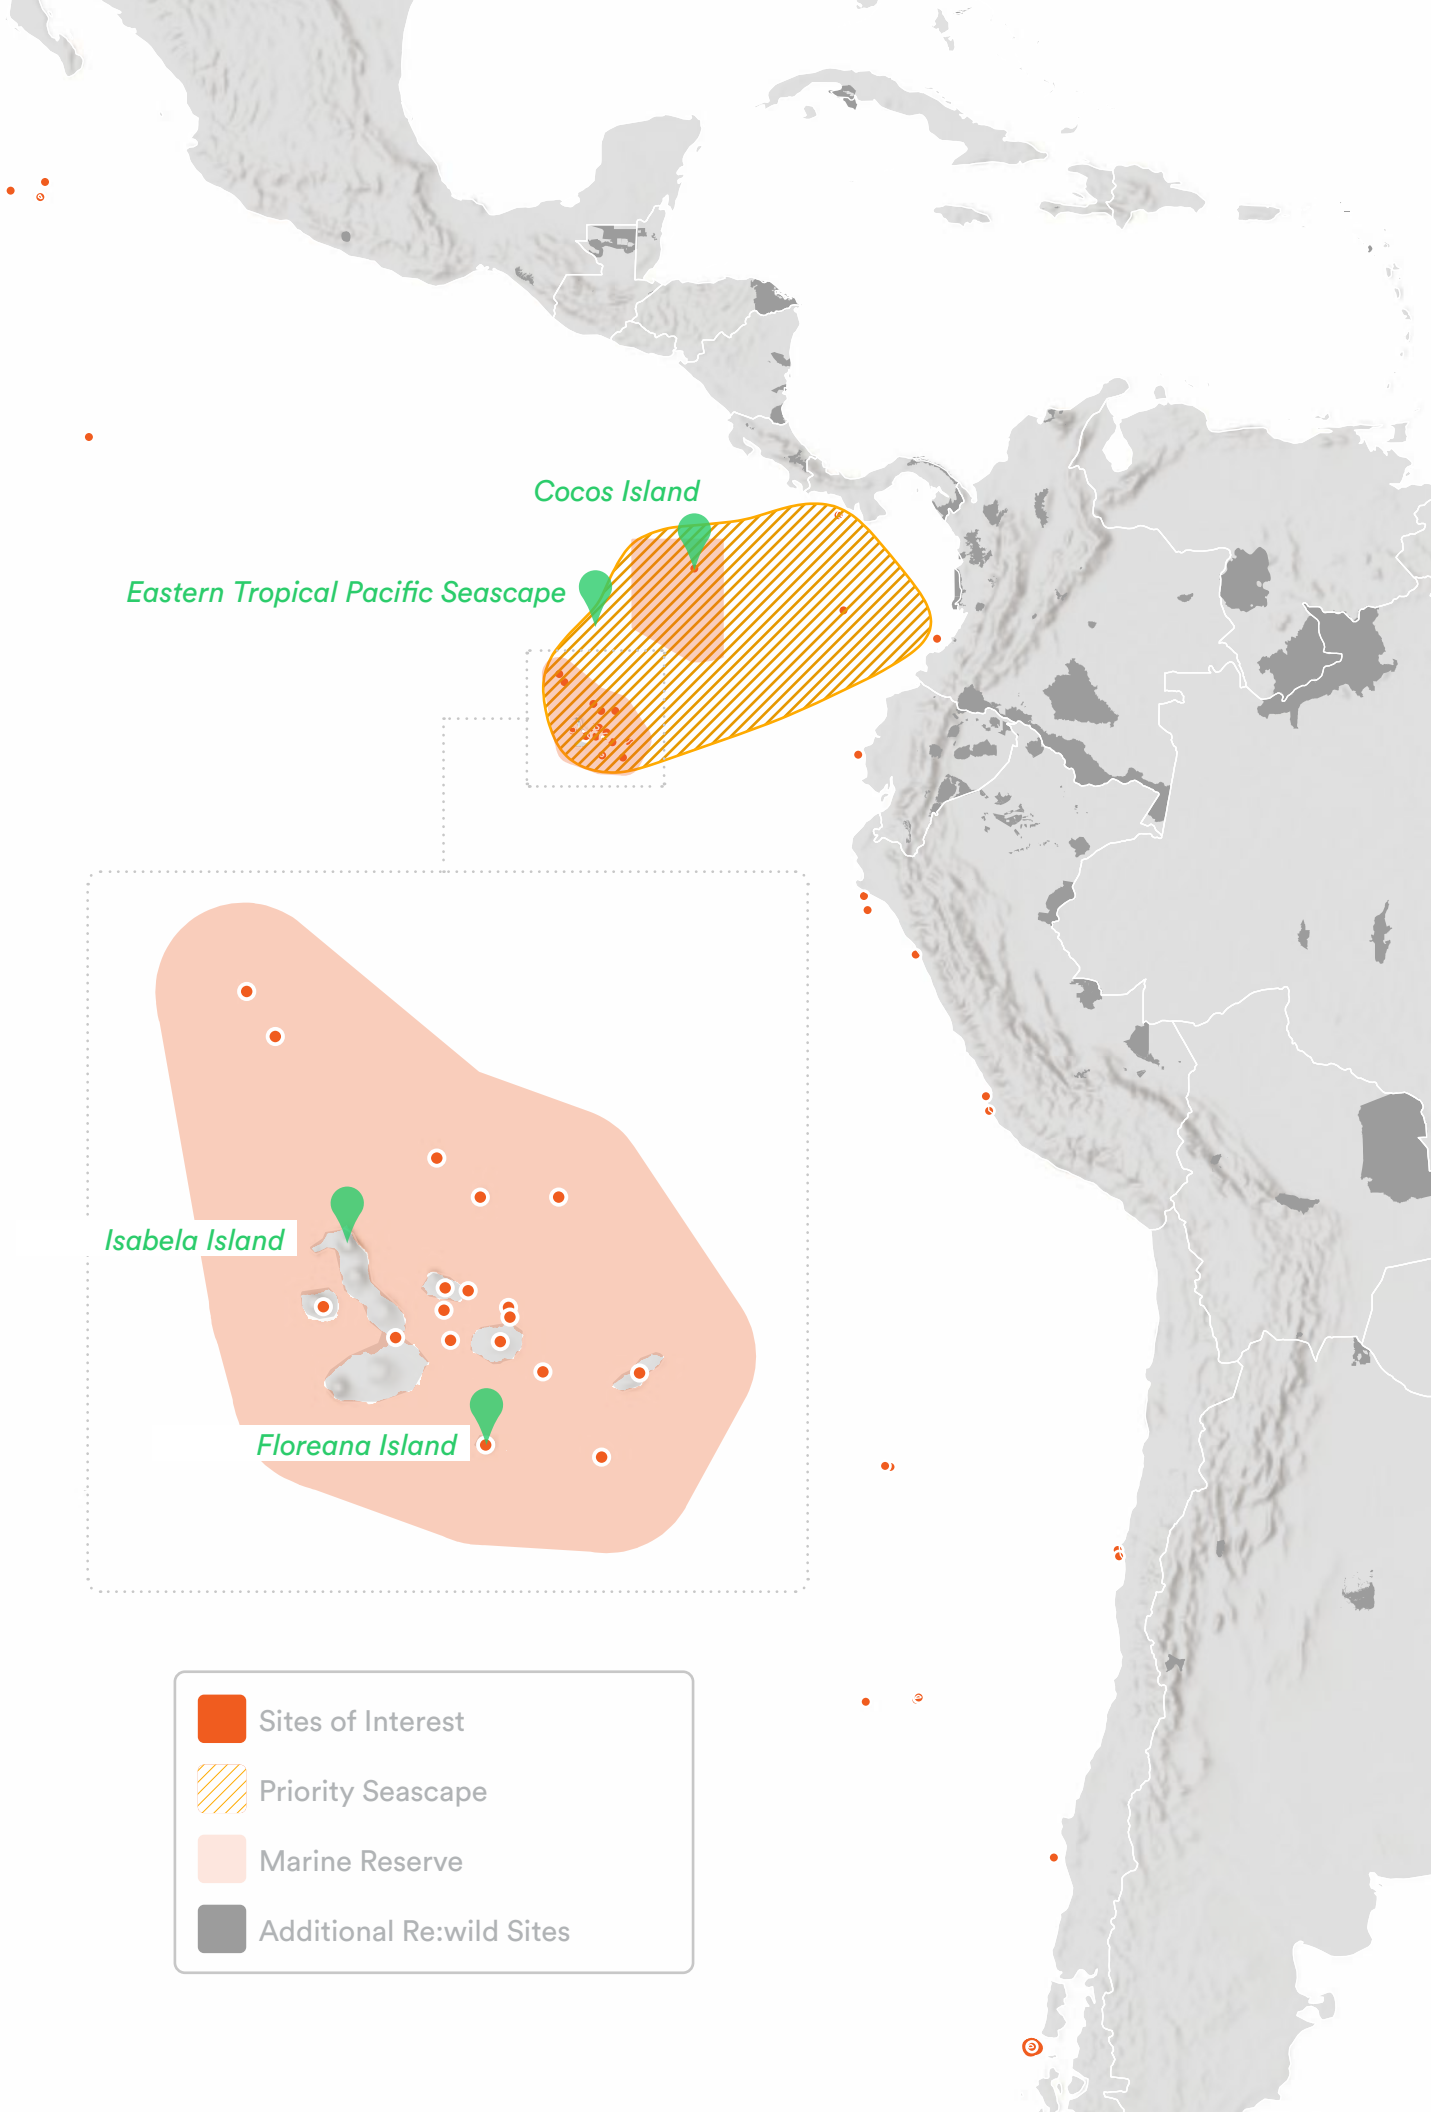 Cocos Island
Eastern Tropical Pacific Seascape
Isabela Island
Floreana Island
Sites of Interest
Priority Seascape
Marine Reserve
Additional Re:wild Sites